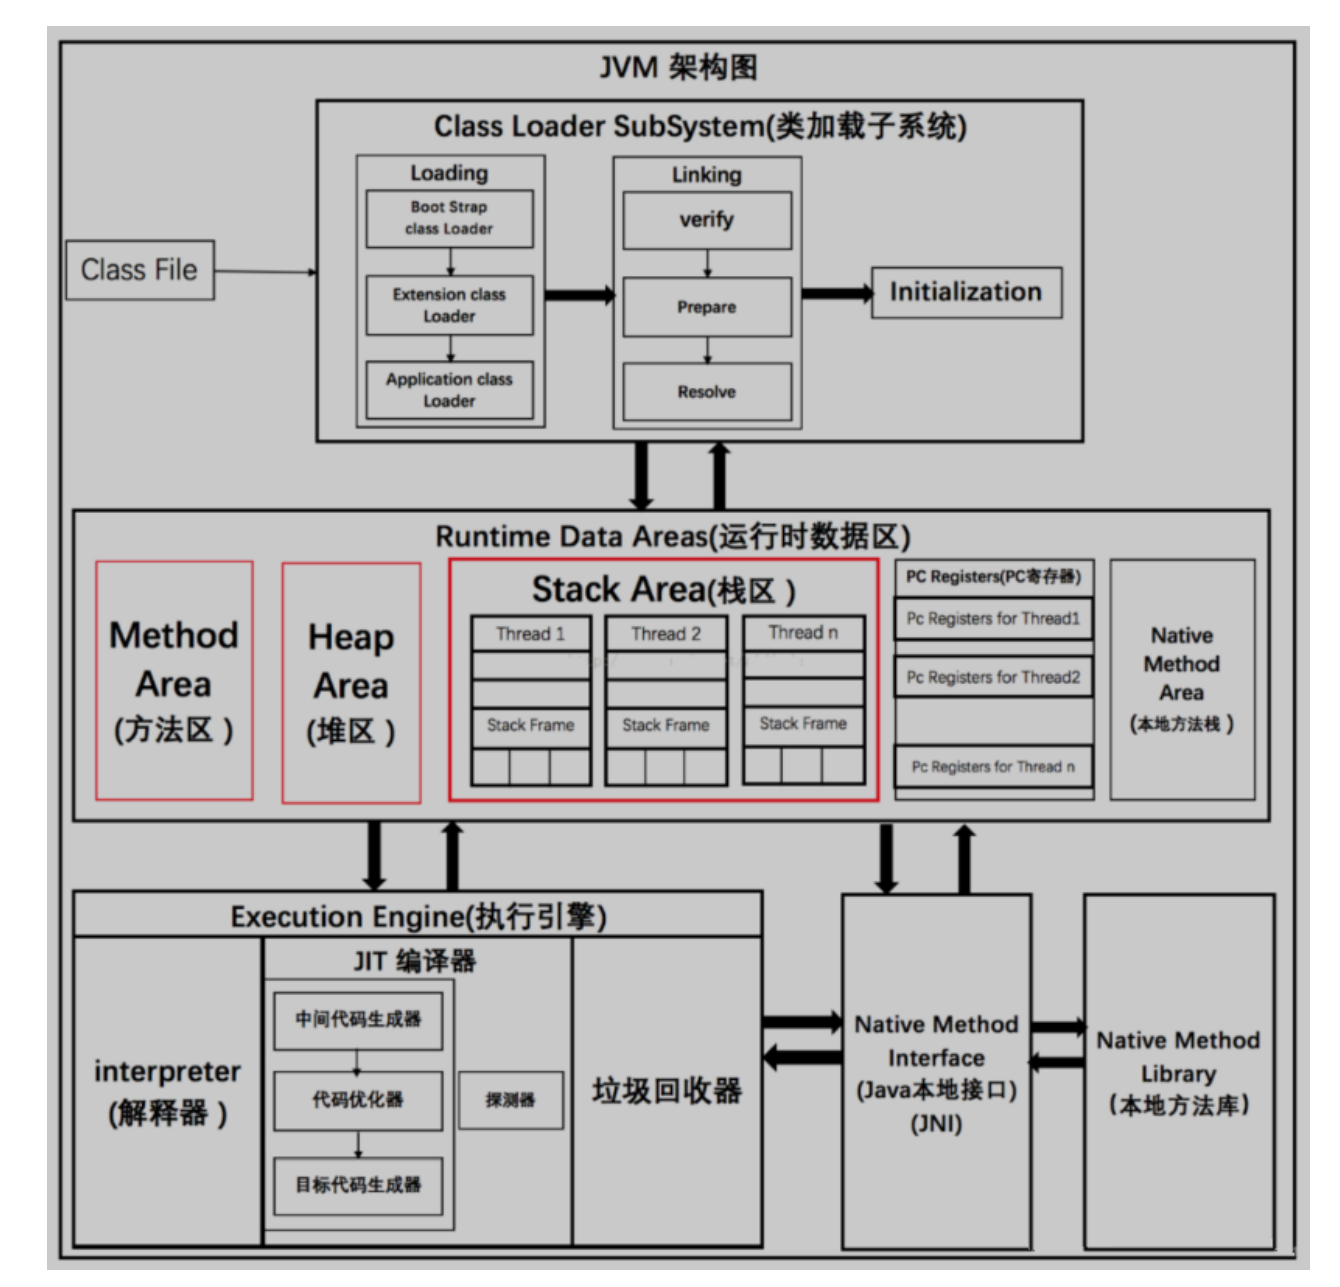 JVM 架构图
Class Loader SubSystem(类加载子系统)
Loading
Boot Strap
class Loader
Extension class
Loader
Application class
Loader
Linking
verify
Prepare
Resolve
Class File
Initialization
Runtime Data Areas(运行时数据区)
Method
Area
(方法区 )
Heap
Area
(堆区 )
Stack Area(栈区 )
Thread 1
Stack Frame
Thread 2
Stack Frame
Thread n
Stack Frame
PC Registers(PC寄存器)
Pc Registers for Thread1
Pc Registers for Thread2
Pc Registers for Thread n
Native
Method
Area
(本地方法栈 )
Execution Engine(执行引擎)
interpreter
(解释器 )
JIT 编译器
中间代码生成器
代码优化器
目标代码生成器
探测器
垃圾回收器
Native Method
Interface
(Java本地接口)
(JNI)
Native Method
Library
(本地方法库)